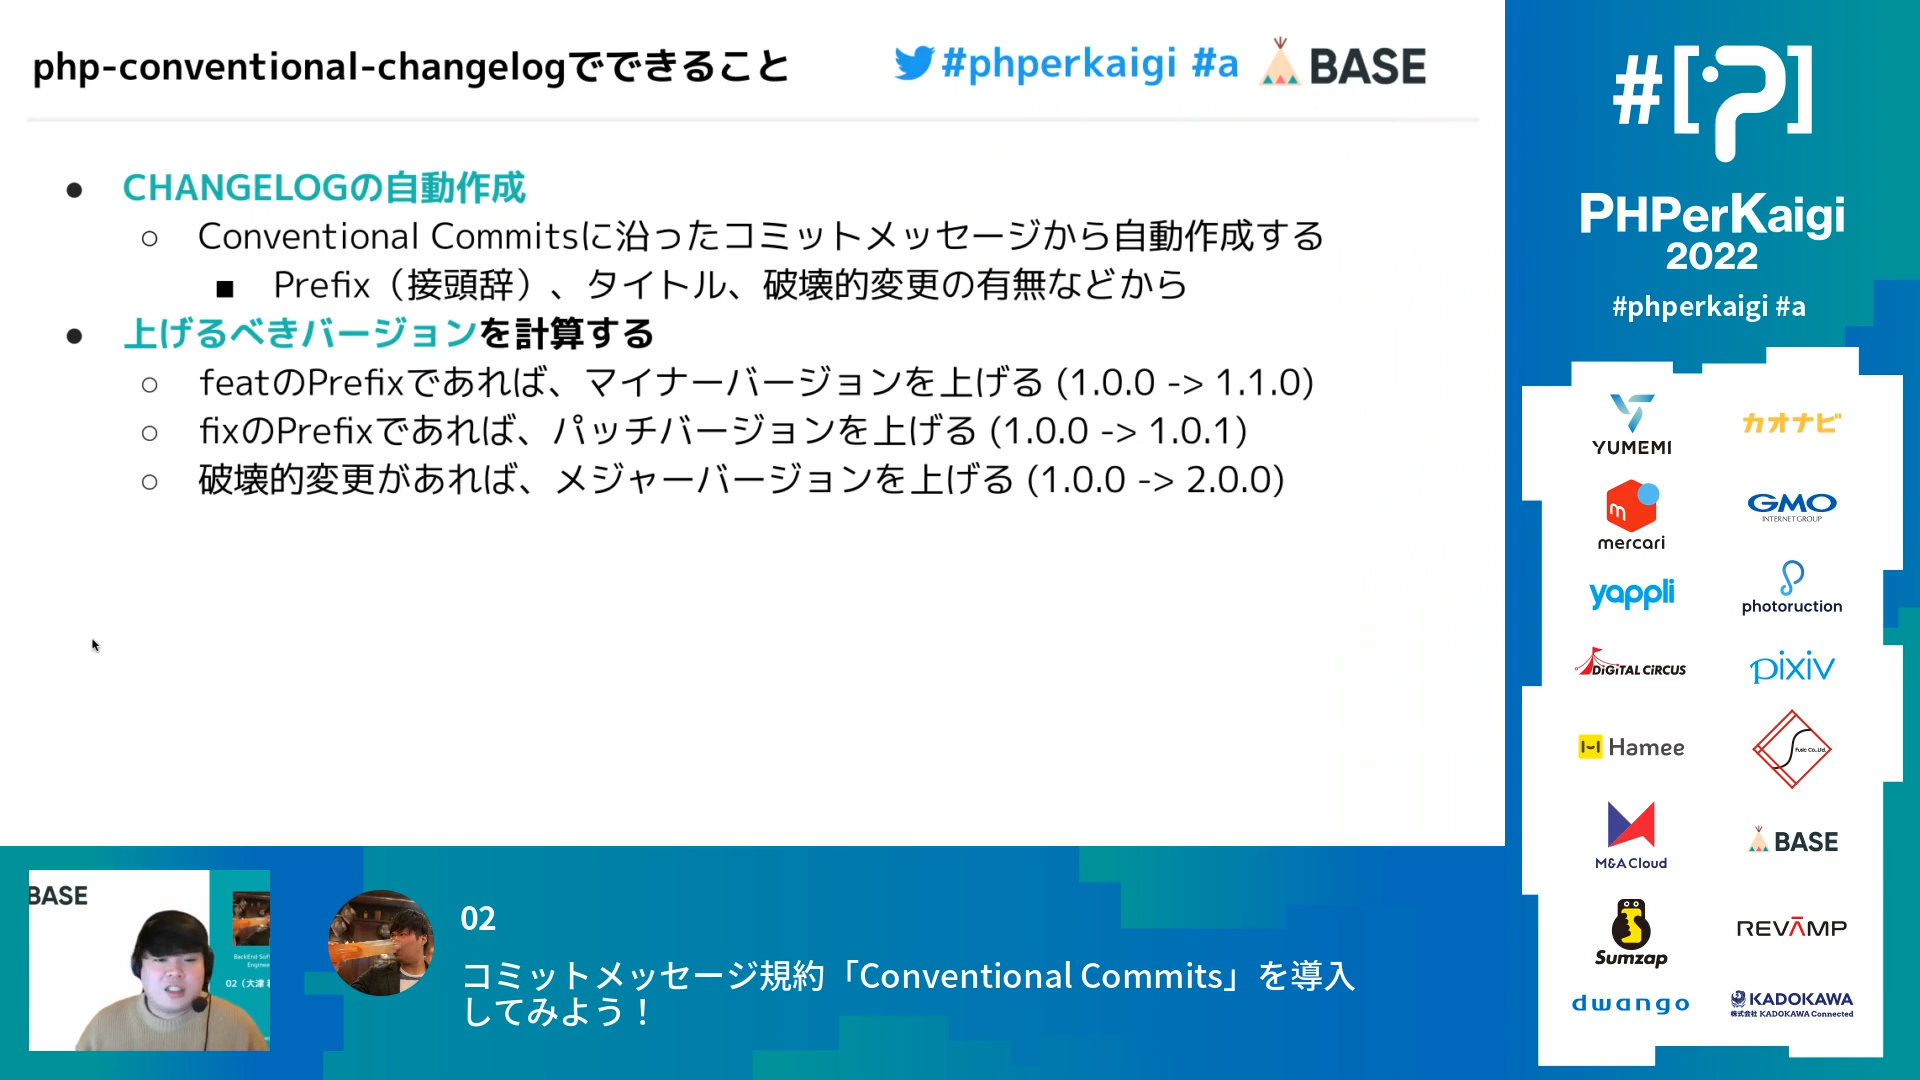 php-conventional-changelogでできること
#phperkaigi #a
BASE
● CHANGELOGの自動作成
○ Conventional Commitsに沿ったコミットメッセージから自動作成する
■ Prefix（接頭辞）、タイトル、破壊的変更の有無などから
● 上げるべきバージョンを計算する
○ featのPrefixであれば、マイナーバージョンを上げる (1.0.0 -> 1.1.0)
○ fixのPrefixであれば、パッチバージョンを上げる (1.0.0 -> 1.0.1)
○ 破壊的変更があれば、メジャーバージョンを上げる (1.0.0 -> 2.0.0)
#[?]
PHPerKaigi
2022
#phperkaigi #a
YUMEMI
カオナビ
mercari
GMO
INTERNET GROUP
yappli
photoruction
DIGITAL CIRCUS
pixiv
Hamee
Fusic Co.,Ltd.
M&A Cloud
BASE
Sumzap
REVAMP
dwango
KADOKAWA
株式会社 KADOKAWA Connected
BASE
BackEnd
02（大津
02
コミットメッセージ規約「Conventional Commits」を導入
してみよう！